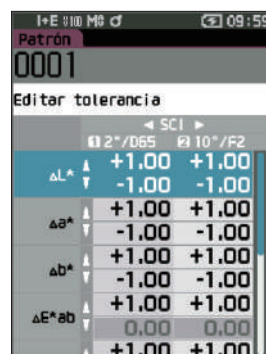 I+E M0 09:59
Patrón
0001
Editar tolerancia
◄ SCI ►
1 2°/D65 2 10°/F2
ΔL* +1.00 +1.00
-1.00 -1.00
Δa* +1.00 +1.00
-1.00 -1.00
Δb* +1.00 +1.00
-1.00 -1.00
ΔE*ab +1.00 +1.00
0.00 0.00
+1.00 +1.00